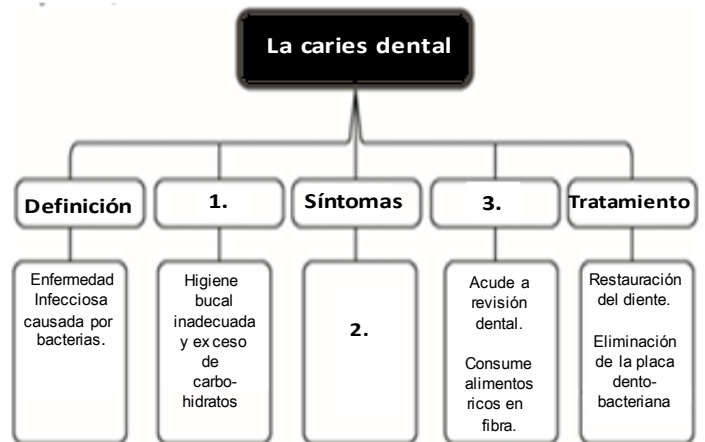 La caries dental
Definición
1.
Síntomas
3.
Tratamiento
Enfermedad
Infecciosa
causada por
bacterias.
Higiene
bucal
inadecuada
y exceso
de
carbo-
hidratos
2.
Acude a
revisión
dental.
Consume
alimentos
ricos en
fibra.
Restauración
del diente.
Eliminación
de la placa
dento-
bacteriana